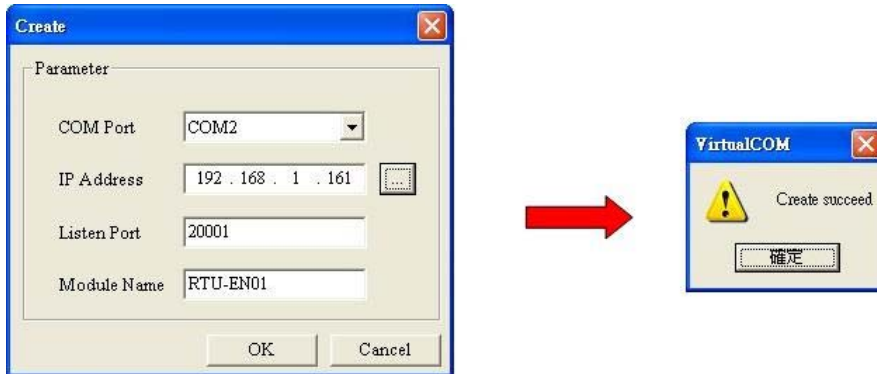 Create
Parameter
COM Port COM2
IP Address 192 . 168 . 1 . 161 ...
Listen Port 20001
Module Name RTU-EN01
OK Cancel
VirtualCOM
Create succeed
確定